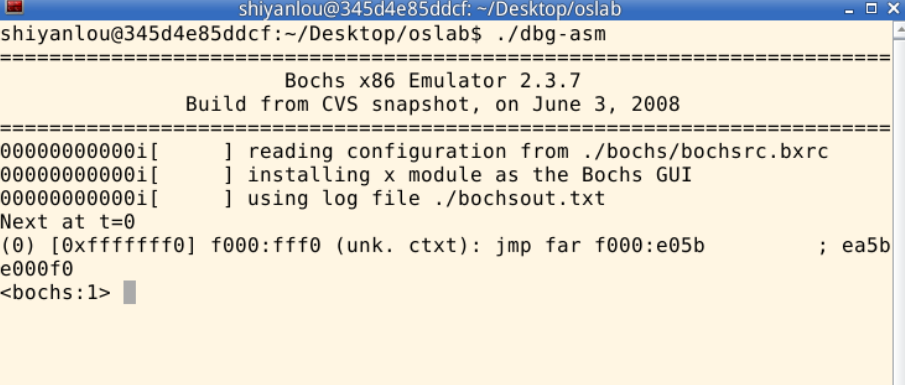 shiyanlou@345d4e85ddcf: ~/Desktop/oslab
shiyanlou@345d4e85ddcf:~/Desktop/oslab$ ./dbg-asm
========================================================================
Bochs x86 Emulator 2.3.7
Build from CVS snapshot, on June 3, 2008
========================================================================
00000000000i[     ] reading configuration from ./bochs/bochsrc.bxrc
00000000000i[     ] installing x module as the Bochs GUI
00000000000i[     ] using log file ./bochsout.txt
Next at t=0
(0) [0xfffffff0] f000:fff0 (unk. ctxt): jmp far f000:e05b          ; ea5b
e000f0
<bochs:1>